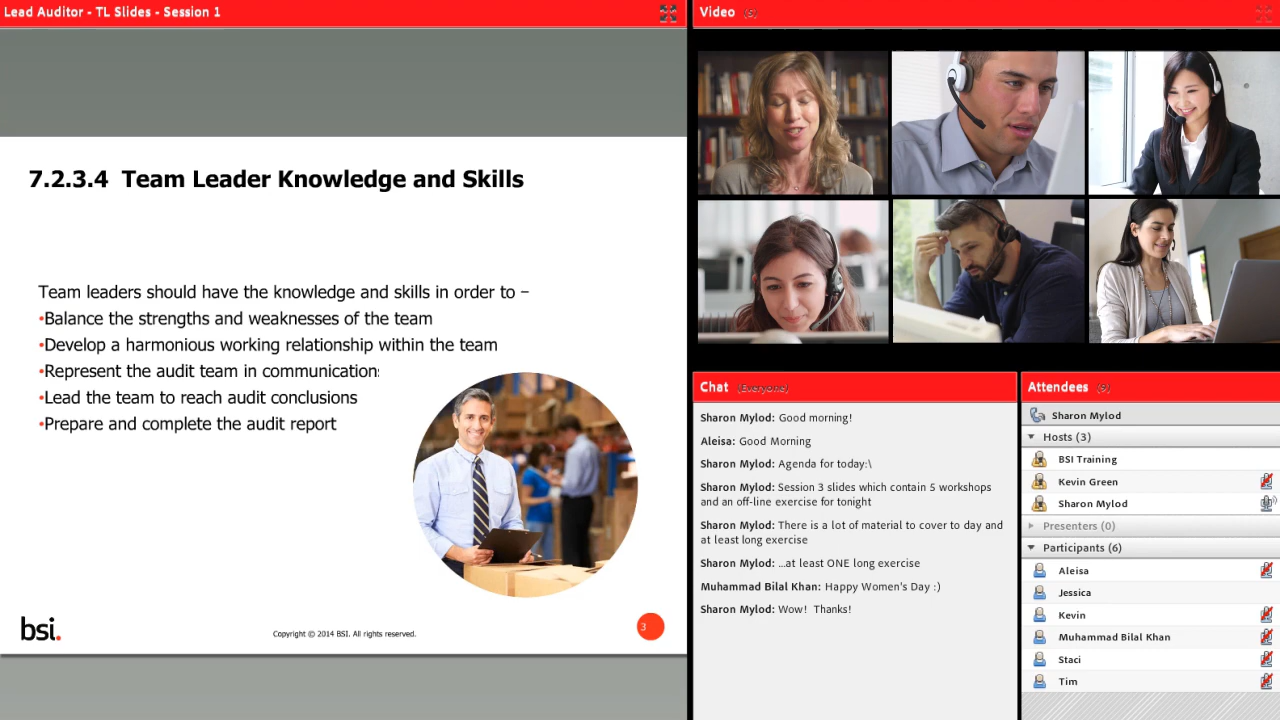 Lead Auditor - TL Slides - Session 1
7.2.3.4 Team Leader Knowledge and Skills
Team leaders should have the knowledge and skills in order to –
•Balance the strengths and weaknesses of the team
•Develop a harmonious working relationship within the team
•Represent the audit team in communication
•Lead the team to reach audit conclusions
•Prepare and complete the audit report
bsi.
Copyright © 2014 BSI. All rights reserved.
3
Video
Chat (Everyone)
Sharon Mylod: Good morning!
Aleisa: Good Morning
Sharon Mylod: Agenda for today:\
Sharon Mylod: Session 3 slides which contain 5 workshops
and an off-line exercise for tonight
Sharon Mylod: There is a lot of material to cover to day and
at least long exercise
Sharon Mylod: ...at least ONE long exercise
Muhammad Bilal Khan: Happy Women's Day :)
Sharon Mylod: Wow! Thanks!
Attendees (9)
Sharon Mylod
Hosts (3)
BSI Training
Kevin Green
Sharon Mylod
Presenters (0)
Participants (6)
Aleisa
Jessica
Kevin
Muhammad Bilal Khan
Staci
Tim